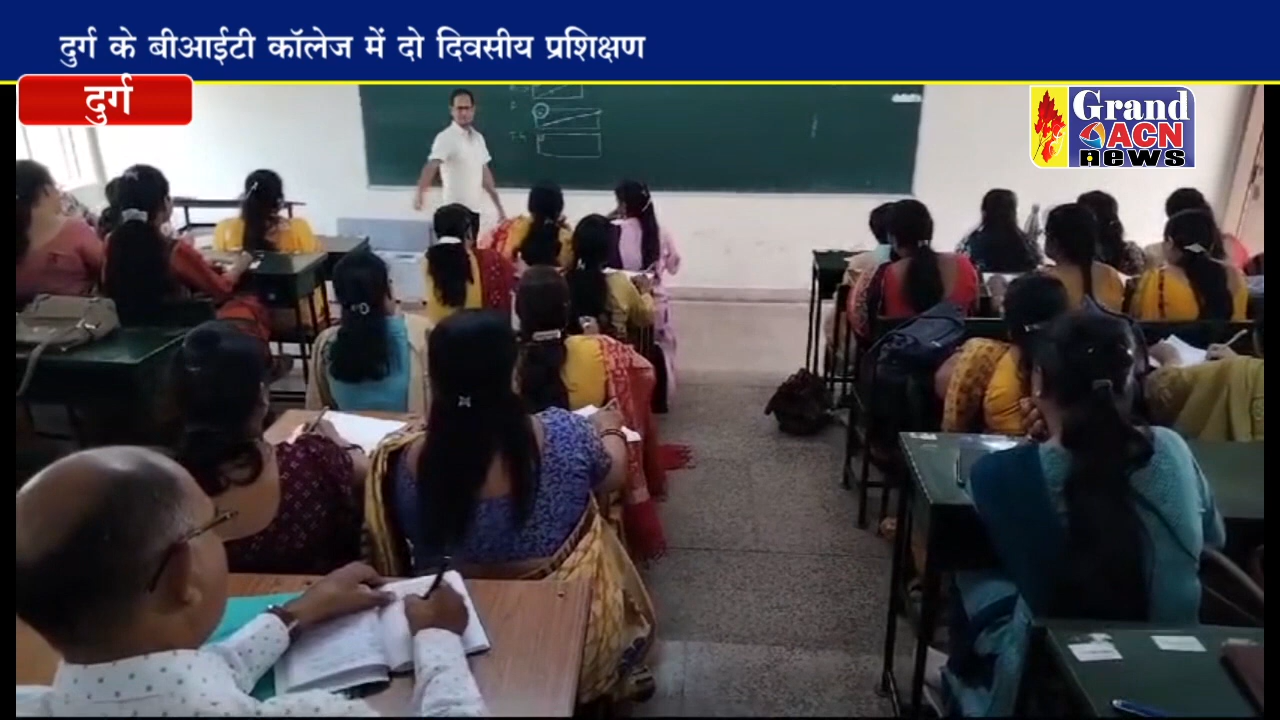 दुर्ग के बीआईटी कॉलेज में दो दिवसीय प्रशिक्षण
दुर्ग
Grand
ACN
news